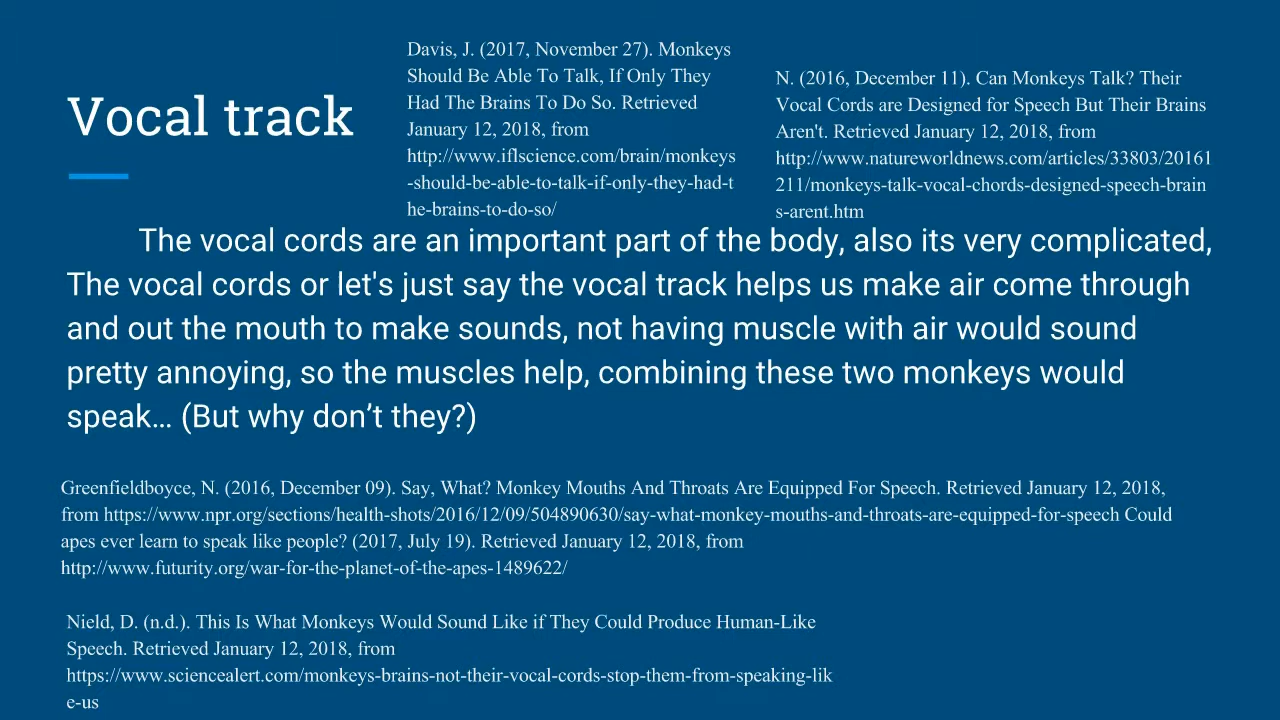 Vocal track
Davis, J. (2017, November 27). Monkeys
Should Be Able To Talk, If Only They
Had The Brains To Do So. Retrieved
January 12, 2018, from
http://www.iflscience.com/brain/monkeys
-should-be-able-to-talk-if-only-they-had-t
he-brains-to-do-so/
N. (2016, December 11). Can Monkeys Talk? Their
Vocal Cords are Designed for Speech But Their Brains
Aren't. Retrieved January 12, 2018, from
http://www.natureworldnews.com/articles/33803/20161
211/monkeys-talk-vocal-chords-designed-speech-brain
s-arent.htm
The vocal cords are an important part of the body, also its very complicated,
The vocal cords or let's just say the vocal track helps us make air come through
and out the mouth to make sounds, not having muscle with air would sound
pretty annoying, so the muscles help, combining these two monkeys would
speak… (But why don’t they?)
Greenfieldboyce, N. (2016, December 09). Say, What? Monkey Mouths And Throats Are Equipped For Speech. Retrieved January 12, 2018,
from https://www.npr.org/sections/health-shots/2016/12/09/504890630/say-what-monkey-mouths-and-throats-are-equipped-for-speech Could
apes ever learn to speak like people? (2017, July 19). Retrieved January 12, 2018, from
http://www.futurity.org/war-for-the-planet-of-the-apes-1489622/
Nield, D. (n.d.). This Is What Monkeys Would Sound Like if They Could Produce Human-Like
Speech. Retrieved January 12, 2018, from
https://www.sciencealert.com/monkeys-brains-not-their-vocal-cords-stop-them-from-speaking-lik
e-us